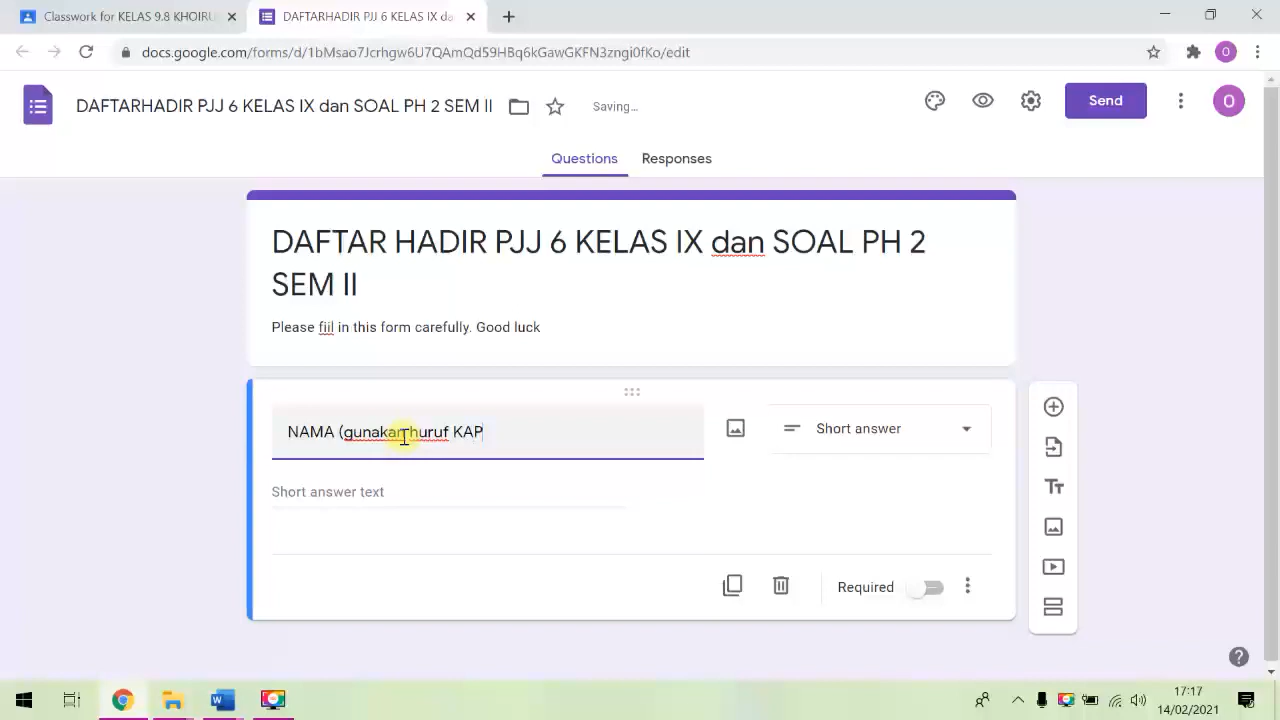 Classwork for KELAS 9.8 KHOIRU
DAFTARHADIR PJJ 6 KELAS IX da
docs.google.com/forms/d/1bMsao7Jcrhgw6U7QAmQd59HBq6kGawGKFN3zngi0fKo/edit
O
DAFTARHADIR PJJ 6 KELAS IX dan SOAL PH 2 SEM II
Saving...
Send
O
Questions
Responses
DAFTAR HADIR PJJ 6 KELAS IX dan SOAL PH 2
SEM II
Please fiil in this form carefully. Good luck
NAMA (gunakan huruf KAP
Short answer
Short answer text
Required
17:17
14/02/2021